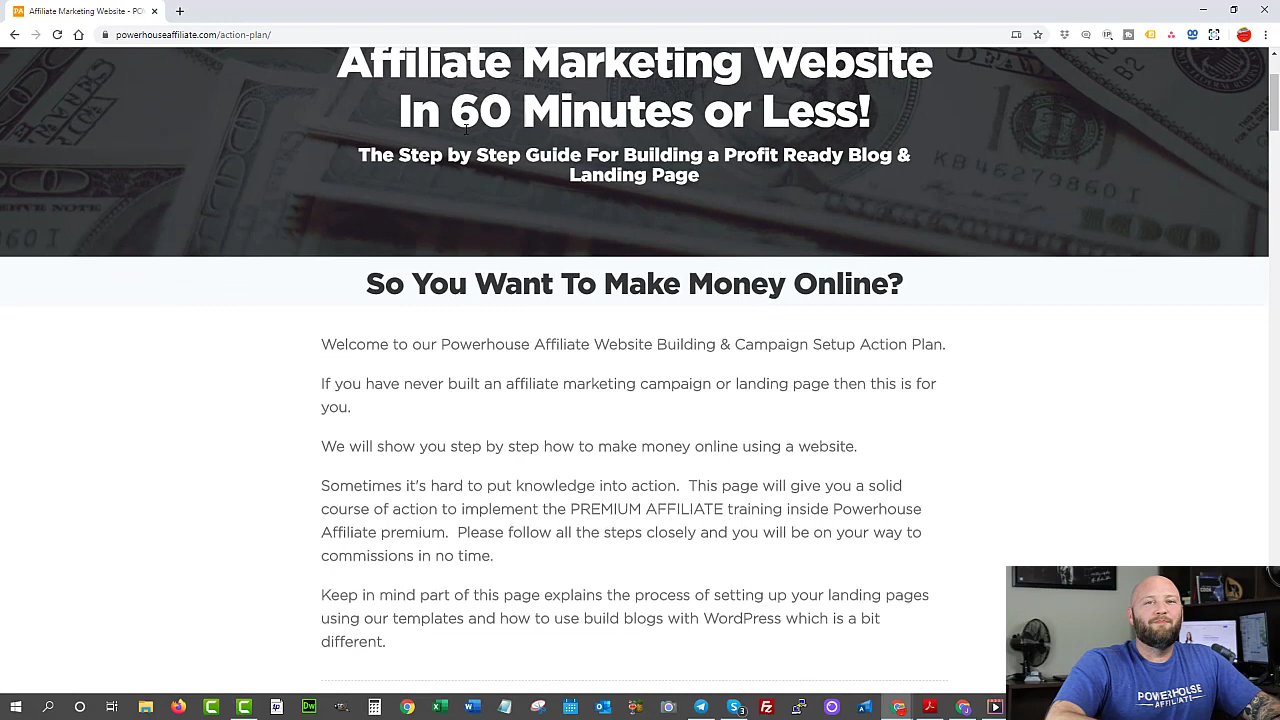 Affiliate Marketing Website - PO
powerhouseaffiliate.com/action-plan/
Affiliate Marketing Website
In 60 Minutes or Less!
The Step by Step Guide For Building a Profit Ready Blog &
Landing Page
So You Want To Make Money Online?
Welcome to our Powerhouse Affiliate Website Building & Campaign Setup Action Plan.
If you have never built an affiliate marketing campaign or landing page then this is for
you.
We will show you step by step how to make money online using a website.
Sometimes it's hard to put knowledge into action.  This page will give you a solid
course of action to implement the PREMIUM AFFILIATE training inside Powerhouse
Affiliate premium.  Please follow all the steps closely and you will be on your way to
commissions in no time.
Keep in mind part of this page explains the process of setting up your landing pages
using our templates and how to use build blogs with WordPress which is a bit
different.
POWERHOUSE
AFFILIATE
KB46279860 I